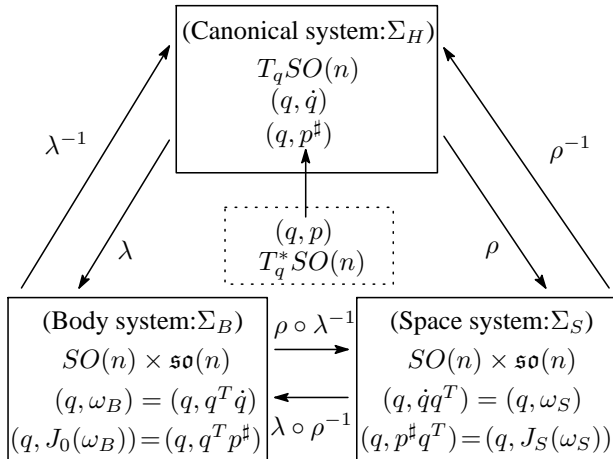 (Canonical system:Σ_H)
T_qSO(n)
(q, q̇)
(q, p^♯)
λ^{−1}
ρ^{−1}
λ
(q, p)
T_q^*SO(n)
ρ
(Body system:Σ_B)
SO(n) × 𝔰𝔬(n)
(q, ω_B) = (q, q^T q̇)
(q, J_0(ω_B))=(q, q^T p^♯)
ρ ∘ λ^{−1}
λ ∘ ρ^{−1}
(Space system:Σ_S)
SO(n) × 𝔰𝔬(n)
(q, q̇q^T) = (q, ω_S)
(q, p^♯q^T)=(q, J_S(ω_S))